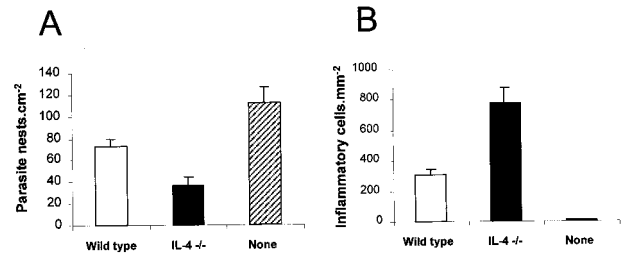 A
Parasite nests.cm-2
140
120
100
80
60
40
20
0
Wild type IL-4 -/- None
B
Inflammatory cells.mm-2
1000
800
600
400
200
0
Wild type IL-4 -/- None